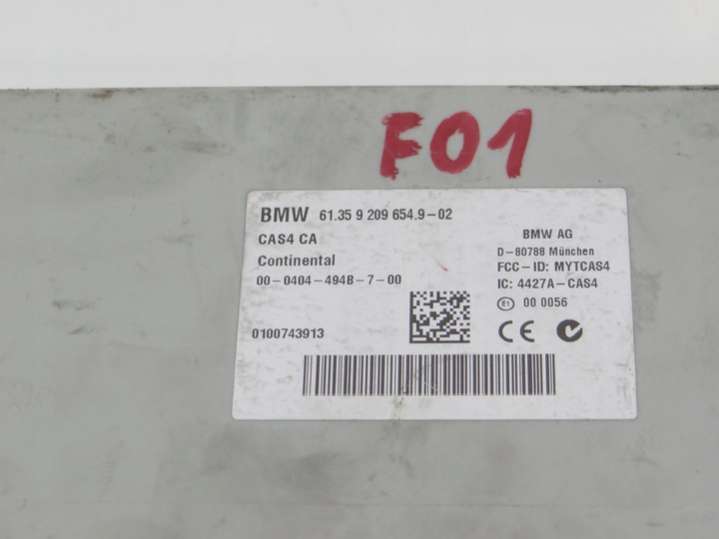 F01
BMW 61.35 9 209 654.9-02
CAS4 CA
Continental
00-0404-494B-7-00
0100743913
BMW AG
D-80788 München
FCC-ID: MYTCAS4
IC: 4427A-CAS4
E1 00 0056
CE